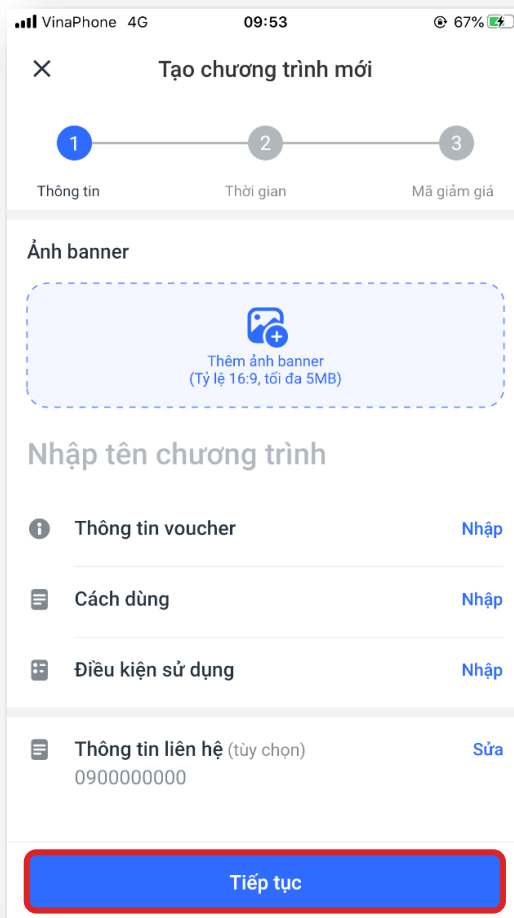 VinaPhone 4G 09:53 67%
Tạo chương trình mới
1 2 3
Thông tin Thời gian Mã giảm giá
Ảnh banner
Thêm ảnh banner
(Tỷ lệ 16:9, tối đa 5MB)
Nhập tên chương trình
Thông tin voucher Nhập
Cách dùng Nhập
Điều kiện sử dụng Nhập
Thông tin liên hệ (tùy chọn) Sửa
0900000000
Tiếp tục